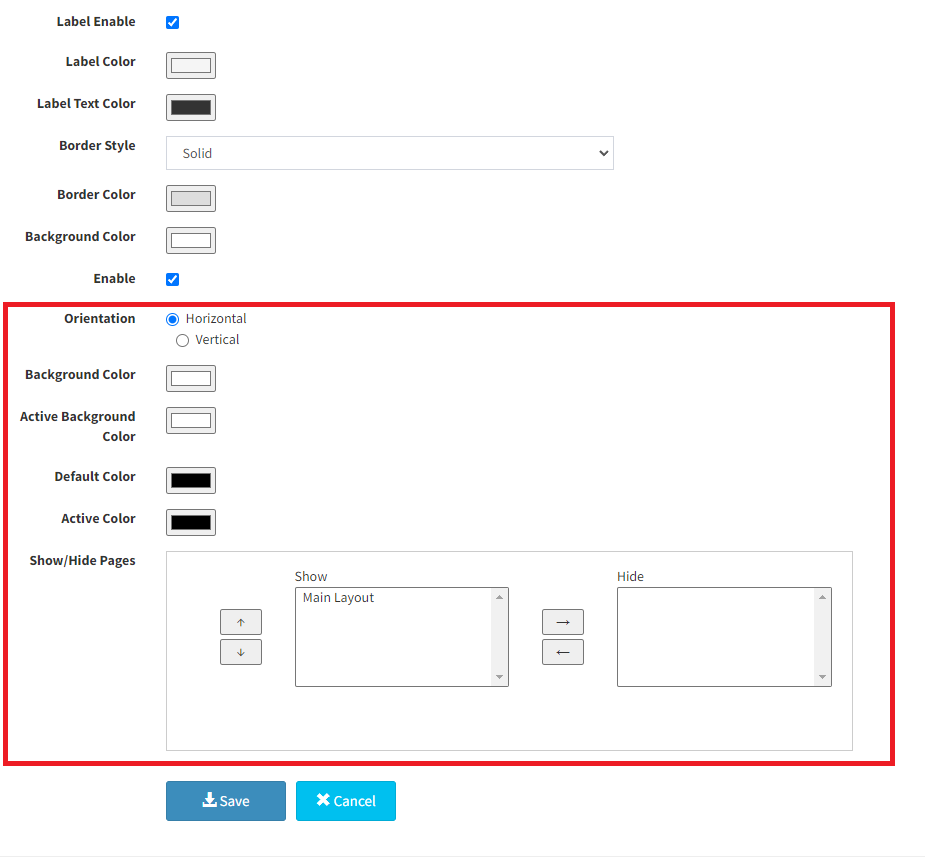 Label Enable
Label Color
Label Text Color
Border Style
Solid
Border Color
Background Color
Enable
Orientation
Horizontal
Vertical
Background Color
Active Background
Color
Default Color
Active Color
Show/Hide Pages
Show
Hide
Main Layout
↑
→
↓
←
Save
Cancel